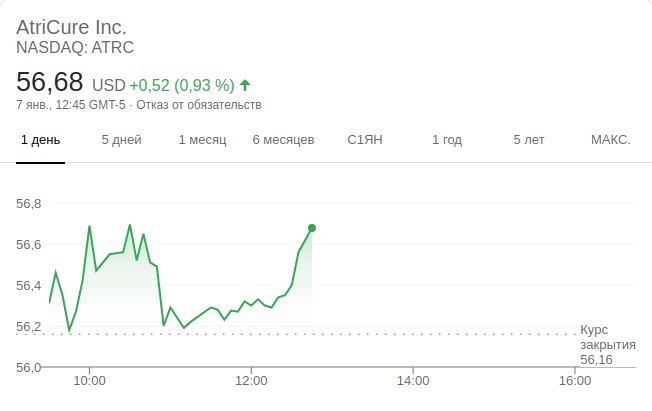 AtriCure Inc.
NASDAQ: ATRC
56,68 USD +0,52 (0,93 %)
7 янв., 12:45 GMT-5 · Отказ от обязательств
1 день 5 дней 1 месяц 6 месяцев С1ЯН 1 год 5 лет МАКС.
56,8
56,6
56,4
56,2
56,0
Курс
закрытия
56,16
10:00 12:00 14:00 16:00